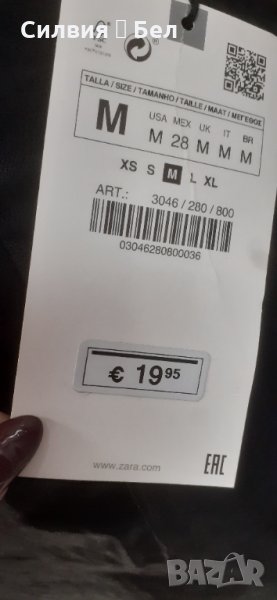 Силвия Бел
TALLA / SIZE / TAMANHO / TAILLE / MAAT / ΜΕΓΕΘΟΣ
M
USA MEX UK IT BR
M 28 M M M
XS S M L XL
ART.: 3046 / 280 / 800
03046280800036
€ 19 95
www.zara.com
EAC
BAZAR